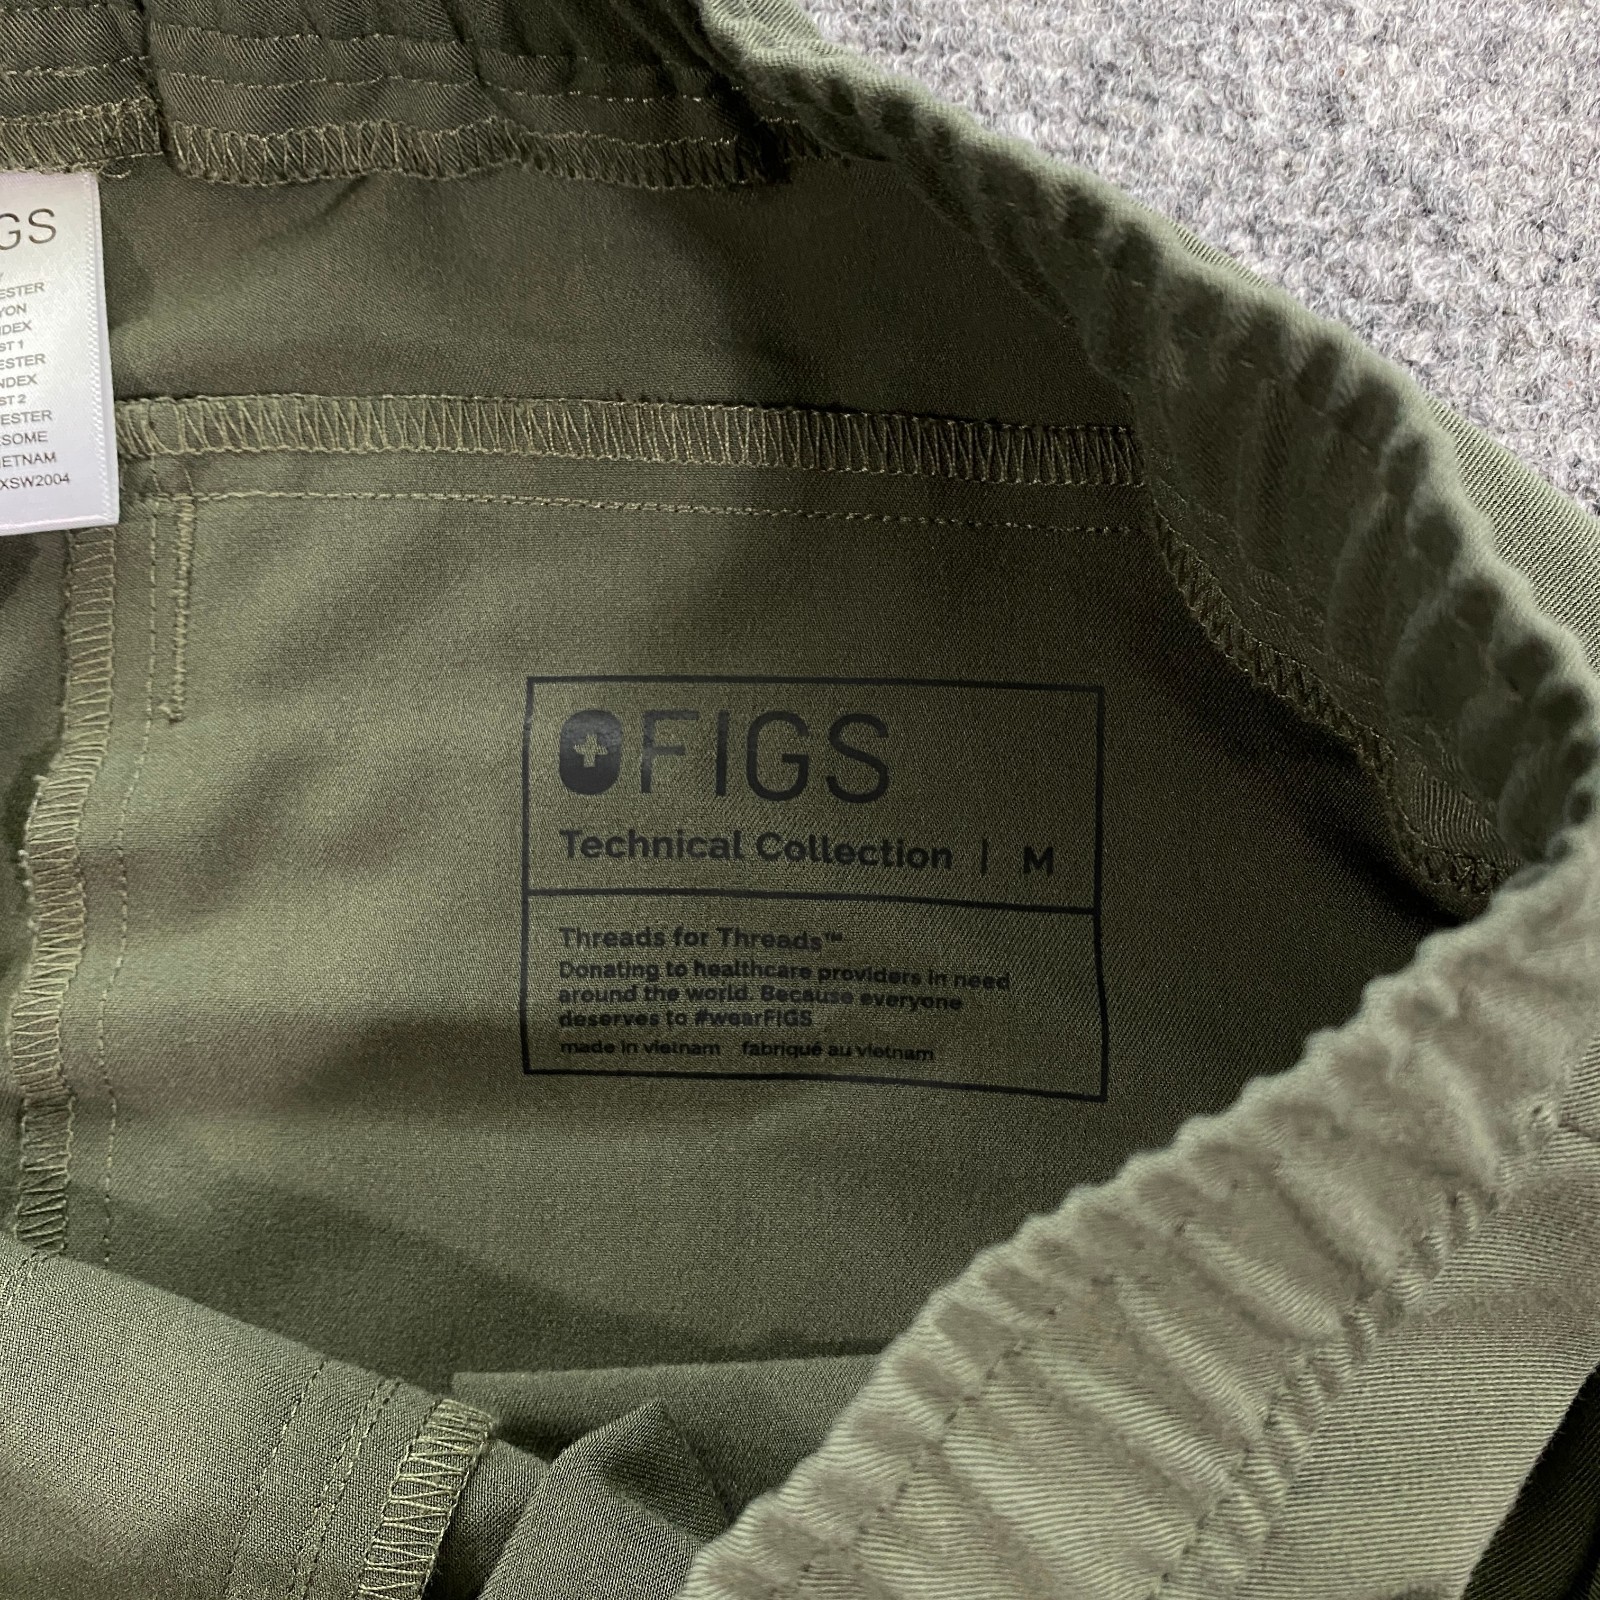 GS
ESTER
YON
NDEX
ST 1
ESTER
NDEX
ST 2
ESTER
SOME
IETNAM
XSW2004
FIGS
Technical Collection | M
Threads for Threads™
Donating to healthcare providers in need
around the world. Because everyone
deserves to #wearFIGS
made in vietnam fabriqué au vietnam